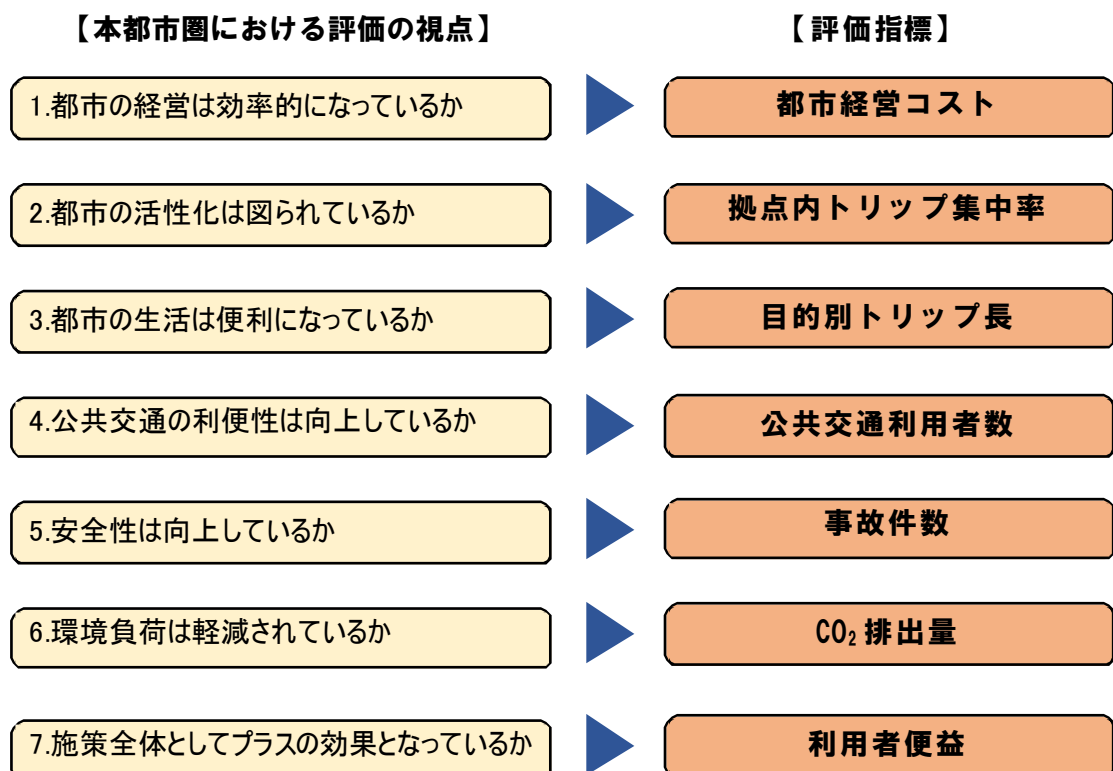 【本都市圏における評価の視点】 【評価指標】
1.都市の経営は効率的になっているか 都市経営コスト
2.都市の活性化は図られているか 拠点内トリップ集中率
3.都市の生活は便利になっているか 目的別トリップ長
4.公共交通の利便性は向上しているか 公共交通利用者数
5.安全性は向上しているか 事故件数
6.環境負荷は軽減されているか CO₂排出量
7.施策全体としてプラスの効果となっているか 利用者便益